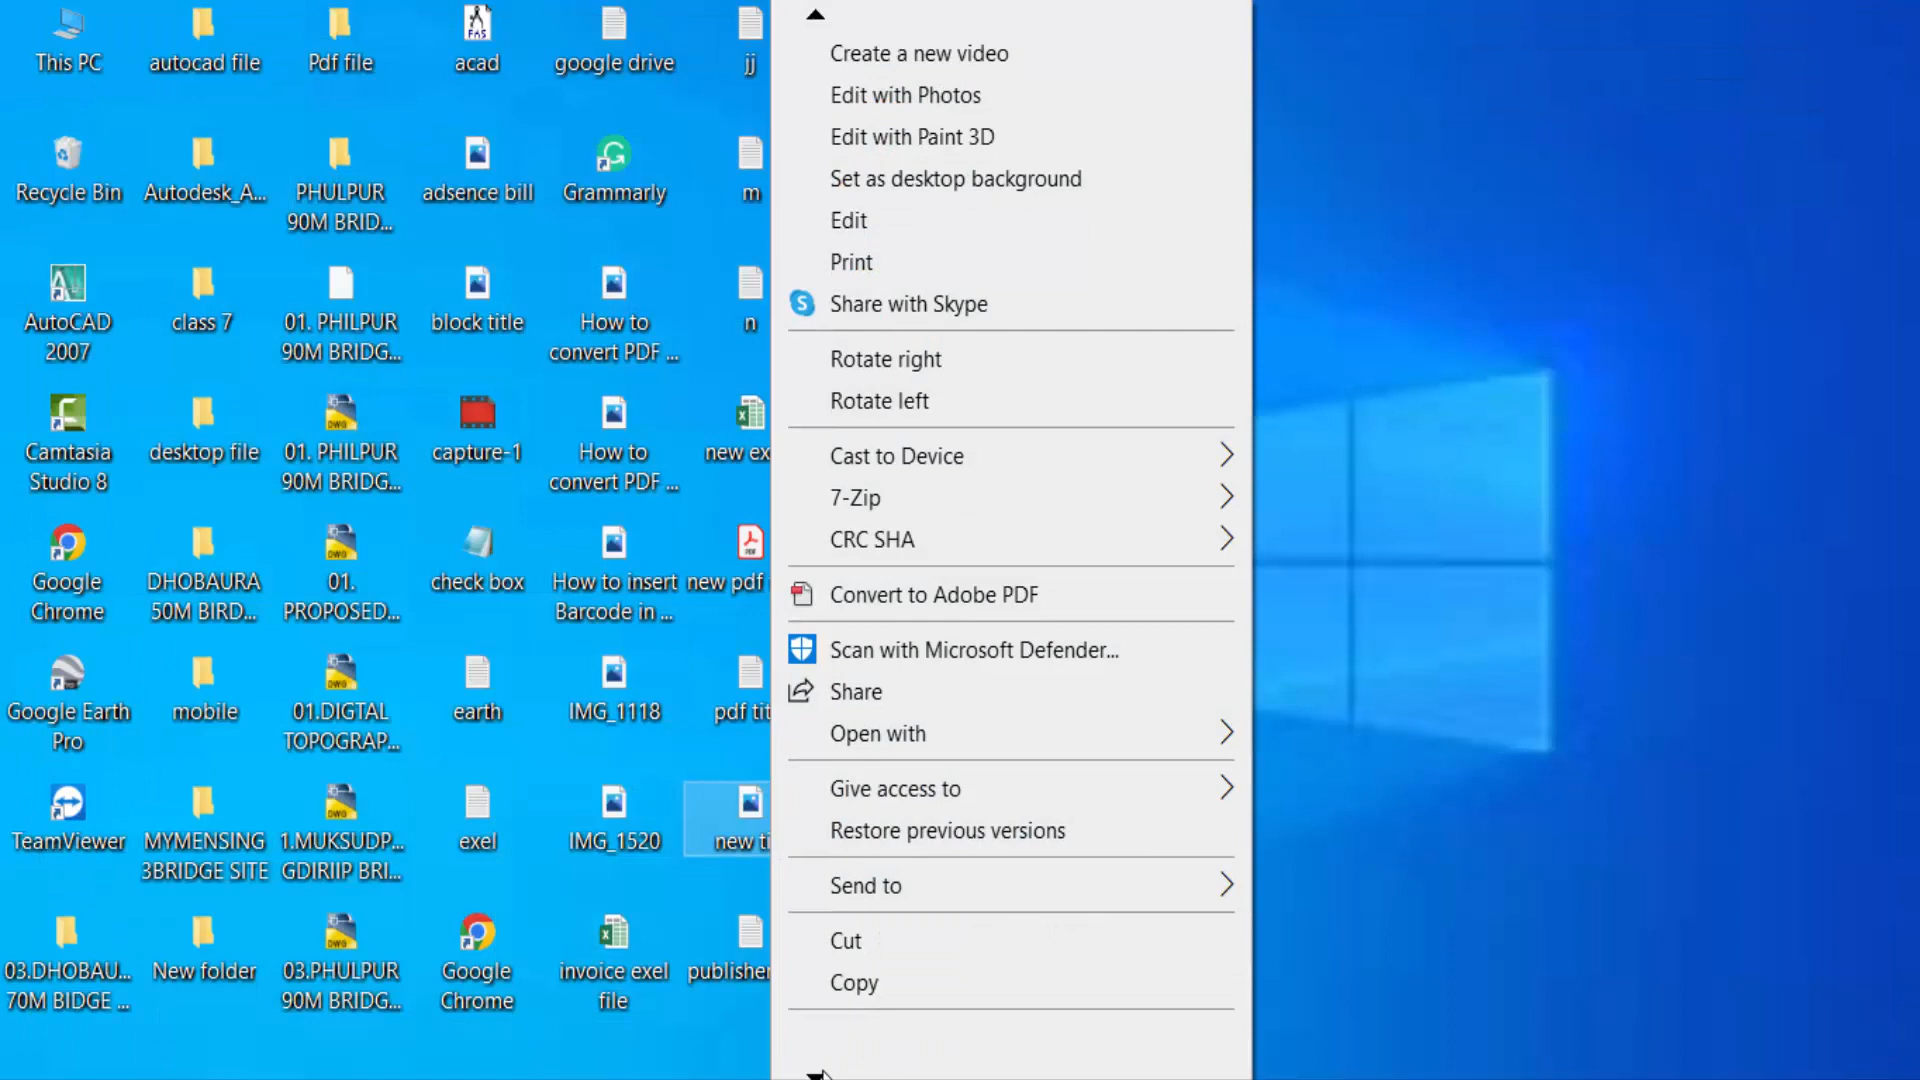 This PC
autocad file
Pdf file
acad
google drive
jj
Recycle Bin
Autodesk_A...
PHULPUR
90M BRID...
adsence bill
Grammarly
m
AutoCAD
2007
class 7
01. PHILPUR
90M BRIDG...
block title
How to
convert PDF ...
n
Camtasia
Studio 8
desktop file
01. PHILPUR
90M BRIDG...
capture-1
How to
convert PDF ...
new ex
Google
Chrome
DHOBAURA
50M BIRD...
01.
PROPOSED...
check box
How to insert
Barcode in ...
new pdf
Google Earth
Pro
mobile
01.DIGTAL
TOPOGRAP...
earth
IMG_1118
pdf tit
TeamViewer
MYMENSING
3BRIDGE SITE
1.MUKSUDP...
GDIRIIP BRI...
exel
IMG_1520
new ti
03.DHOBAU...
70M BIDGE ...
New folder
03.PHULPUR
90M BRIDG...
Google
Chrome
invoice exel
file
publisher
Create a new video
Edit with Photos
Edit with Paint 3D
Set as desktop background
Edit
Print
Share with Skype
Rotate right
Rotate left
Cast to Device
7-Zip
CRC SHA
Convert to Adobe PDF
Scan with Microsoft Defender...
Share
Open with
Give access to
Restore previous versions
Send to
Cut
Copy